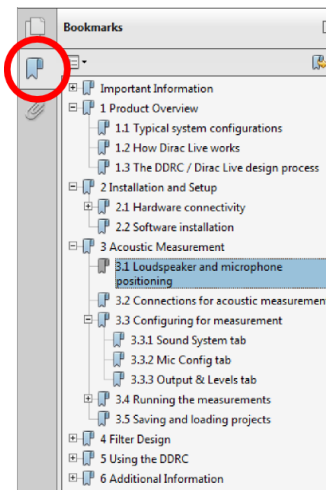 Bookmarks
Important Information
1 Product Overview
1.1 Typical system configurations
1.2 How Dirac Live works
1.3 The DDRC / Dirac Live design process
2 Installation and Setup
2.1 Hardware connectivity
2.2 Software installation
3 Acoustic Measurement
3.1 Loudspeaker and microphone
positioning
3.2 Connections for acoustic measurement
3.3 Configuring for measurement
3.3.1 Sound System tab
3.3.2 Mic Config tab
3.3.3 Output & Levels tab
3.4 Running the measurements
3.5 Saving and loading projects
4 Filter Design
5 Using the DDRC
6 Additional Information